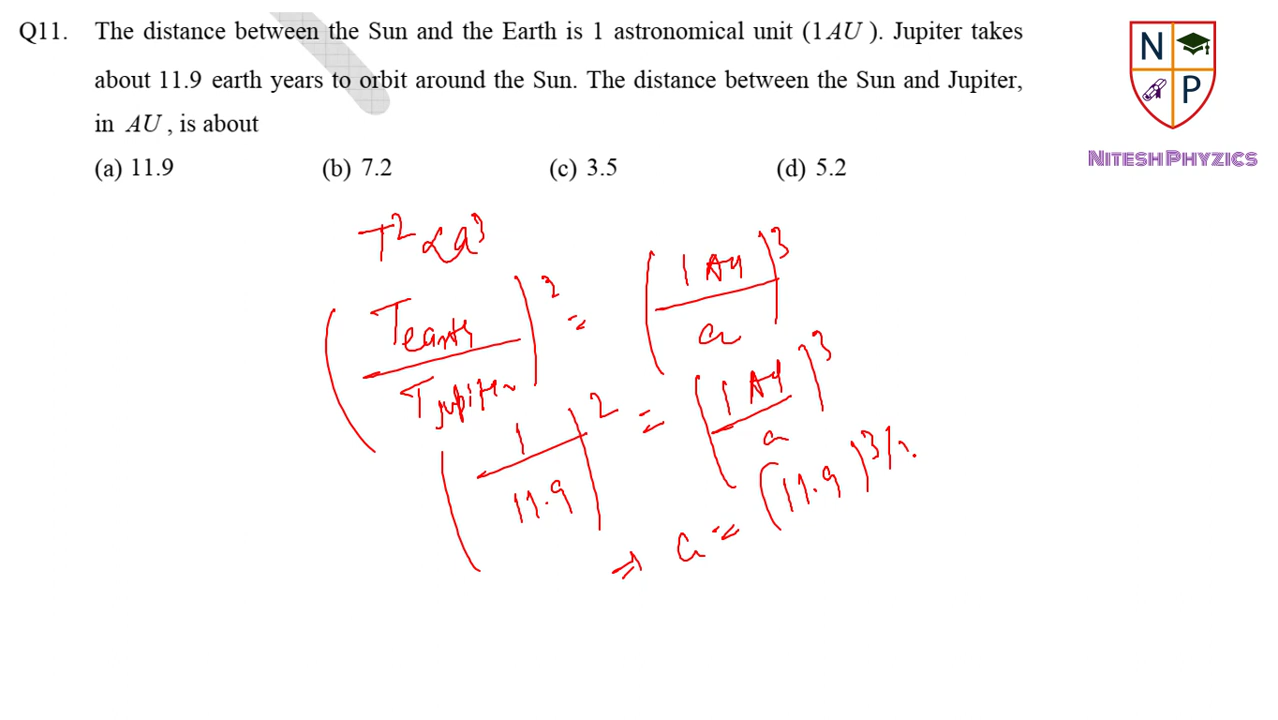 Q11. The distance between the Sun and the Earth is 1 astronomical unit (1 AU ). Jupiter takes
about 11.9 earth years to orbit around the Sun. The distance between the Sun and Jupiter,
in AU , is about
(a) 11.9 (b) 7.2 (c) 3.5 (d) 5.2
N P
NITESH PHYZICS
T² ∝ a³
(Tearth / Tjupiter)² = (1 AU / a)³
(1 / 11.9)² = (1 AU / a)³
⇒ a = (11.9)^3/2